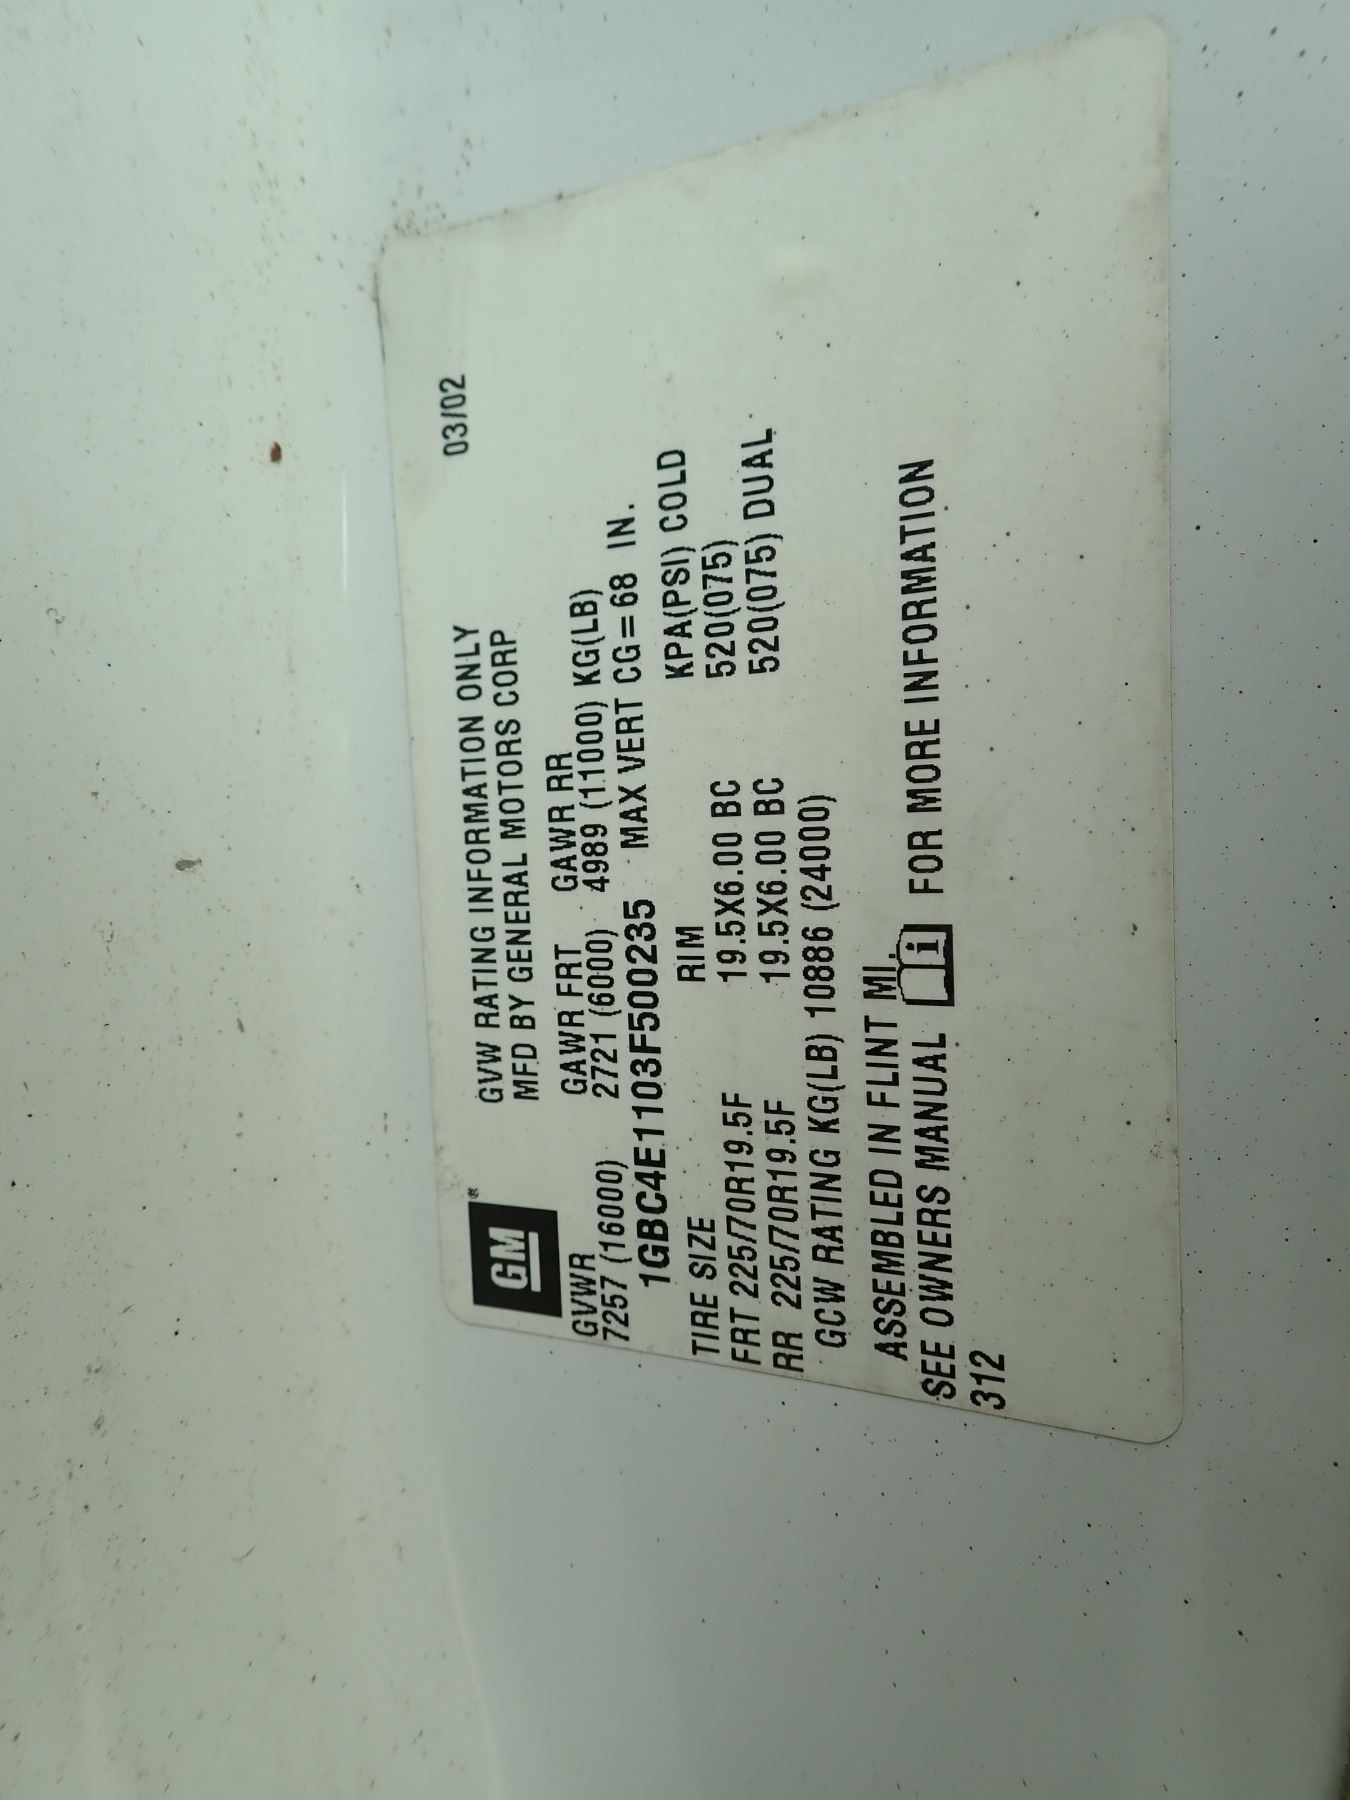 GM®
GVW RATING INFORMATION ONLY 03/02
MFD BY GENERAL MOTORS CORP
GVWR GAWR FRT GAWR RR
7257 (16000) 2721 (6000) 4989 (11000) KG(LB)
1GBC4E1103F500235 MAX VERT CG=68 IN.
TIRE SIZE RIM KPA(PSI) COLD
FRT 225/70R19.5F 19.5X6.00 BC 520(075)
RR 225/70R19.5F 19.5X6.00 BC 520(075) DUAL
GCW RATING KG(LB) 10886 (24000)
ASSEMBLED IN FLINT MI.
SEE OWNERS MANUAL i FOR MORE INFORMATION
312